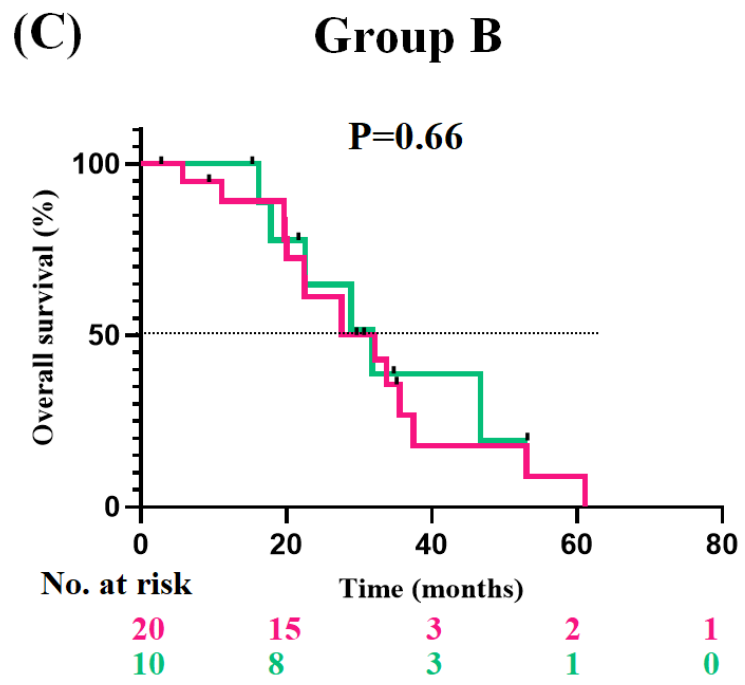 (C) Group B
P=0.66
Overall survival (%)
100
50
0
0 20 40 60 80
No. at risk Time (months)
20 15 3 2 1
10 8 3 1 0